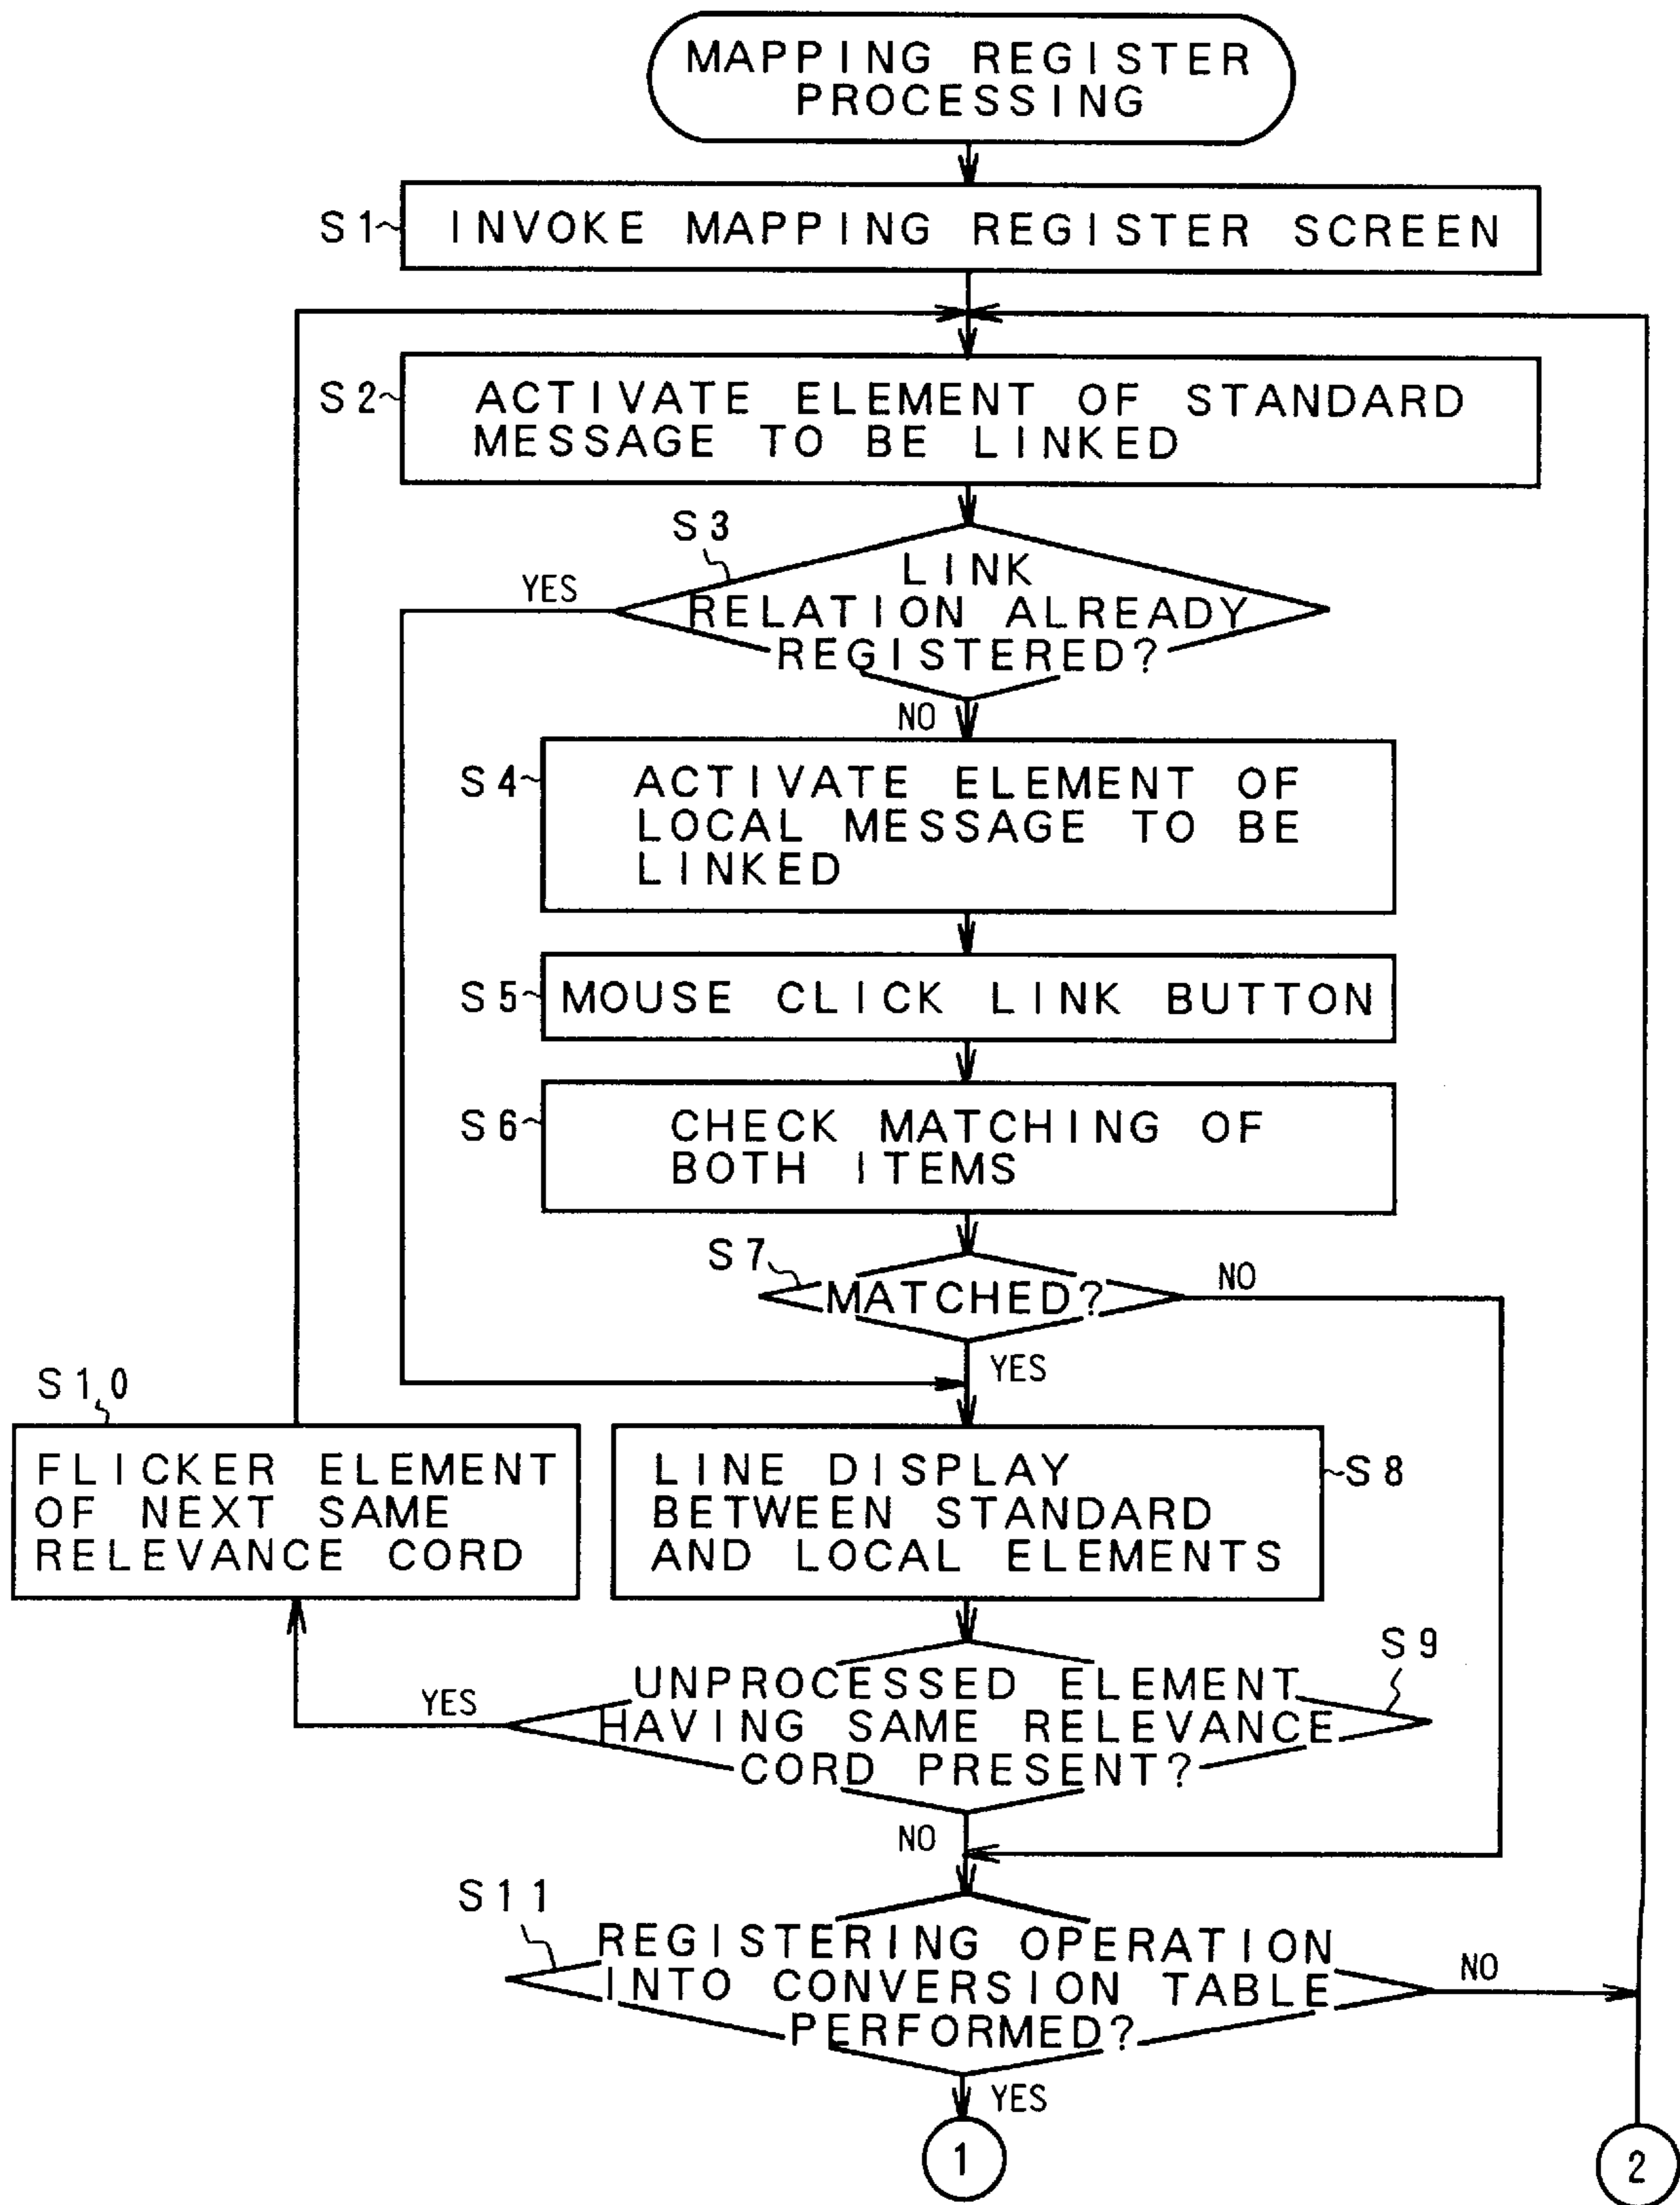 MAPPING REGISTER
PROCESSING
S1
INVOKE MAPPING REGISTER SCREEN
S2
ACTIVATE ELEMENT OF STANDARD
MESSAGE TO BE LINKED
S3
LINK
RELATION ALREADY
REGISTERED?
YES
NO
S4
ACTIVATE ELEMENT OF
LOCAL MESSAGE TO BE
LINKED
S5
MOUSE CLICK LINK BUTTON
S6
CHECK MATCHING OF
BOTH ITEMS
S7
MATCHED?
NO
YES
S10
FLICKER ELEMENT
OF NEXT SAME
RELEVANCE CORD
LINE DISPLAY
BETWEEN STANDARD
AND LOCAL ELEMENTS
S8
S9
UNPROCESSED ELEMENT
HAVING SAME RELEVANCE
CORD PRESENT?
YES
NO
S11
REGISTERING OPERATION
INTO CONVERSION TABLE
PERFORMED?
NO
YES
1
2